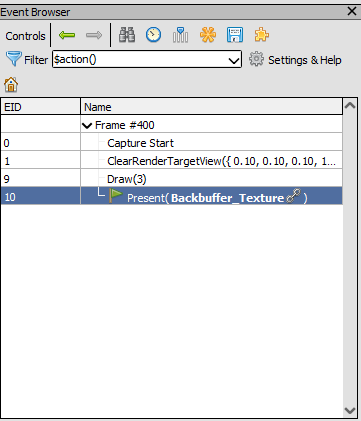 Event Browser
Controls
Filter $action() Settings & Help
EID Name
Frame #400
0 Capture Start
1 ClearRenderTargetView({ 0.10, 0.10, 0.10, 1...
9 Draw(3)
10 Present(Backbuffer_Texture)